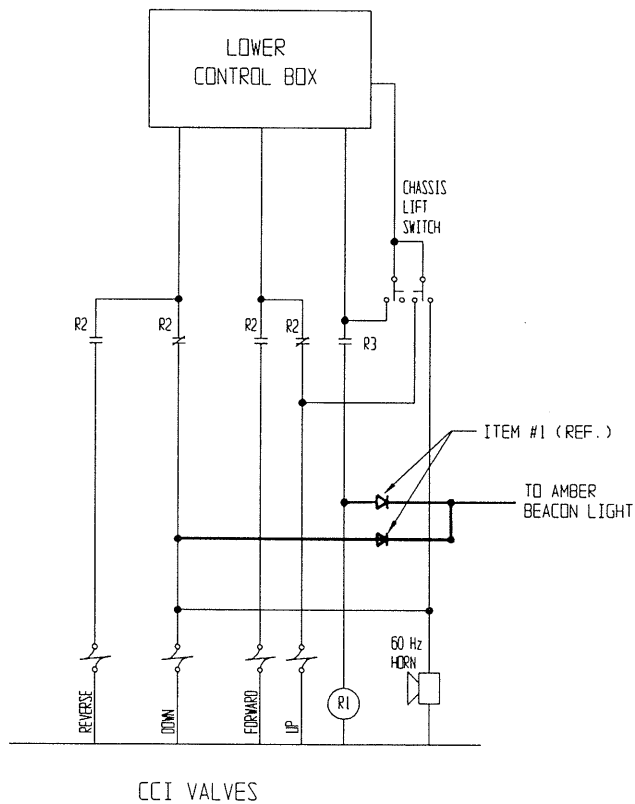 LOWER
CONTROL BOX
CHASSIS
LIFT
SWITCH
R2
R2
R2
R2
R3
ITEM #1 (REF.)
TO AMBER
BEACON LIGHT
60 Hz
HORN
REVERSE
DOWN
FORWARD
UP
R1
CCI VALVES